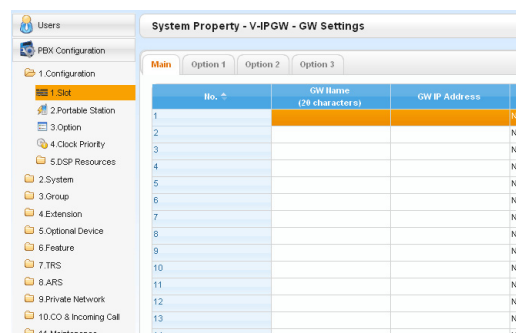 Users
System Property - V-IPGW - GW Settings
PBX Configuration
1.Configuration
1.Slot
2.Portable Station
3.Option
4.Clock Priority
5.DSP Resources
2.System
3.Group
4.Extension
5.Optional Device
6.Feature
7.TRS
8.ARS
9.Private Network
10.CO & Incoming Call
Main Option 1 Option 2 Option 3
No. GW Name GW IP Address
(20 characters)
1 N
2 N
3 N
4 N
5 N
6 N
7 N
8 N
9 N
10 N
11 N
12 N
13 N